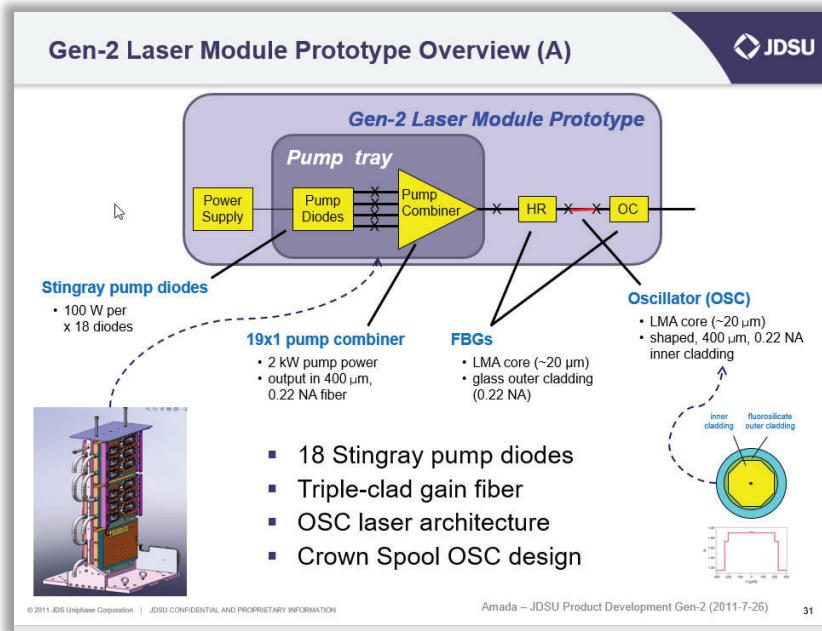 Gen-2 Laser Module Prototype Overview (A)
JDSU
Gen-2 Laser Module Prototype
Pump tray
Power
Supply
Pump
Diodes
Pump
Combiner
HR
OC
Stingray pump diodes
• 100 W per
x 18 diodes
19x1 pump combiner
• 2 kW pump power
• output in 400 μm,
0.22 NA fiber
FBGs
• LMA core (~20 μm)
• glass outer cladding
(0.22 NA)
Oscillator (OSC)
• LMA core (~20 μm)
• shaped, 400 μm, 0.22 NA
inner cladding
inner
cladding
fluorosilicate
outer cladding
▪ 18 Stingray pump diodes
▪ Triple-clad gain fiber
▪ OSC laser architecture
▪ Crown Spool OSC design
© 2011 JDS Uniphase Corporation | JDSU CONFIDENTIAL AND PROPRIETARY INFORMATION
Amada – JDSU Product Development Gen-2 (2011-7-26)
31